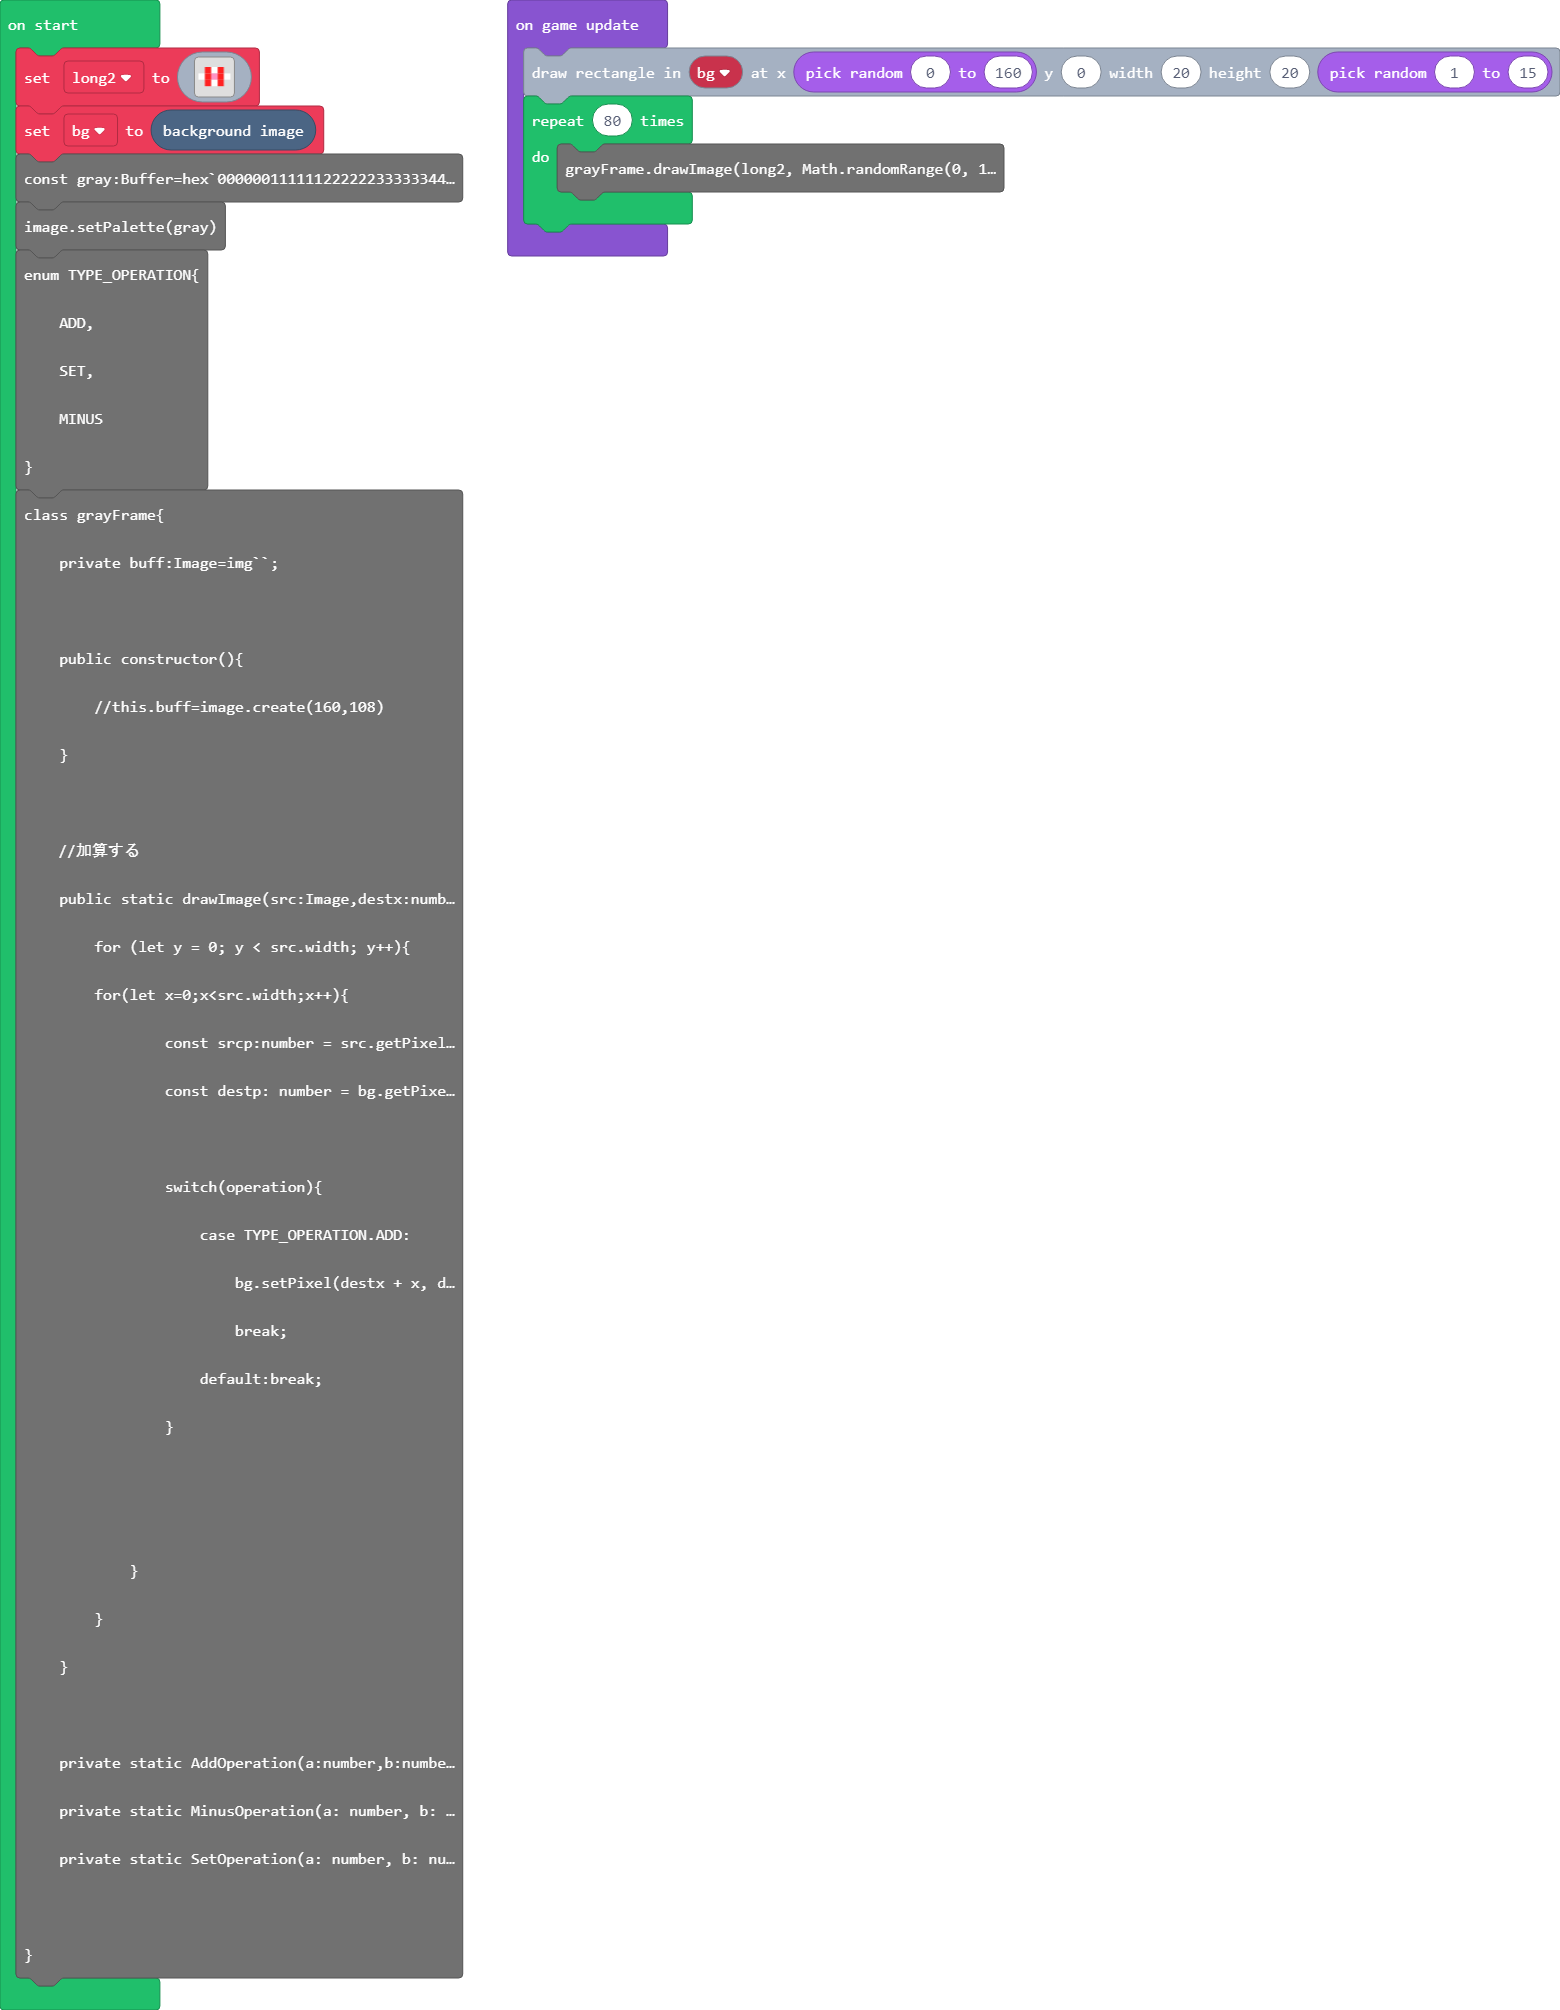 on start
set long2 to
set bg to background image
const gray:Buffer=hex`00000011111122222233333344…
image.setPalette(gray)
enum TYPE_OPERATION{
ADD,
SET,
MINUS
}
class grayFrame{
private buff:Image=img``;
public constructor(){
//this.buff=image.create(160,108)
}
//加算する
public static drawImage(src:Image,destx:numb…
for (let y = 0; y < src.width; y++){
for(let x=0;x<src.width;x++){
const srcp:number = src.getPixel…
const destp: number = bg.getPixe…
switch(operation){
case TYPE_OPERATION.ADD:
bg.setPixel(destx + x, d…
break;
default:break;
}
}
}
}
private static AddOperation(a:number,b:numbe…
private static MinusOperation(a: number, b: …
private static SetOperation(a: number, b: nu…
}
on game update
draw rectangle in bg at x pick random 0 to 160 y 0 width 20 height 20 pick random 1 to 15
repeat 80 times
do
grayFrame.drawImage(long2, Math.randomRange(0, 1…